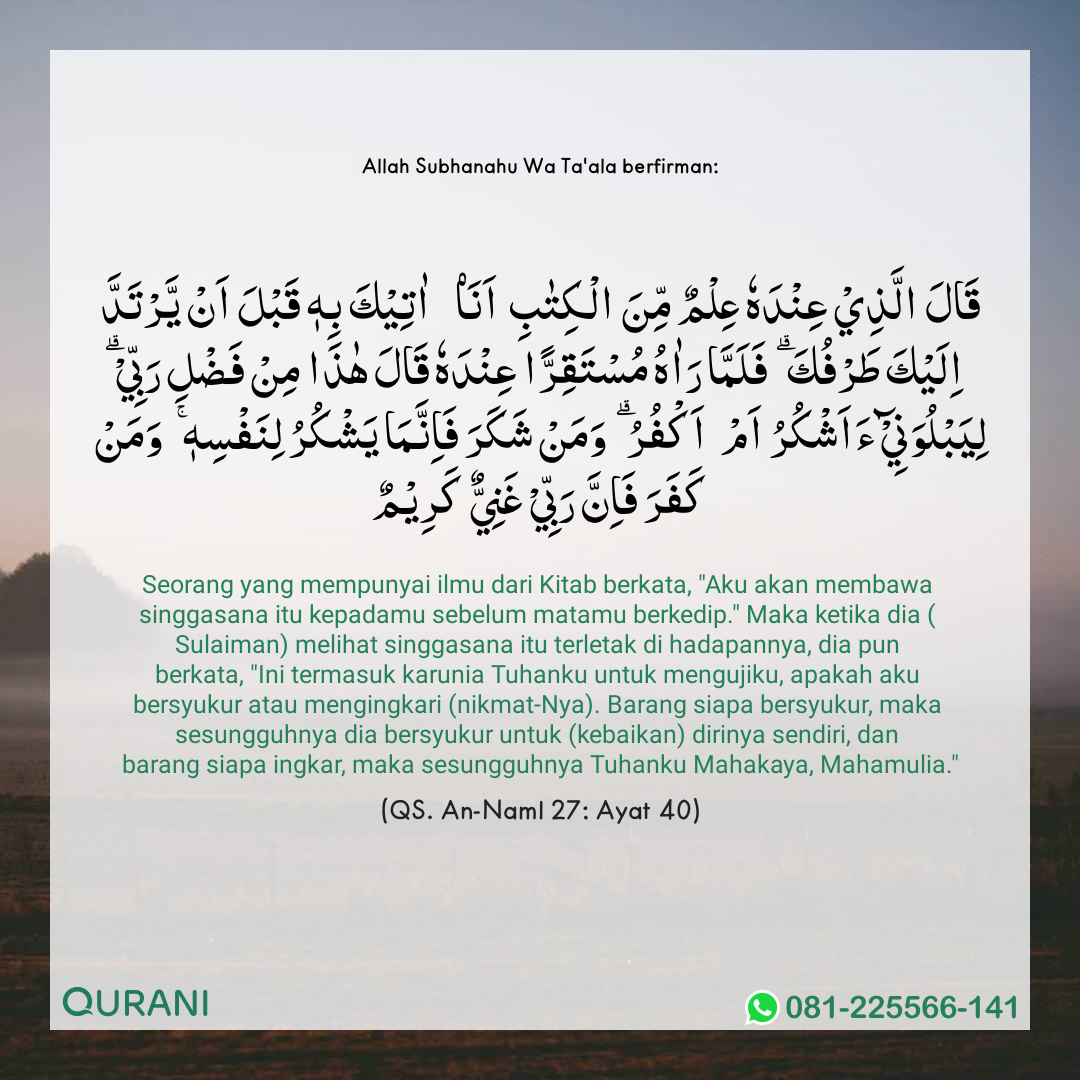 Allah Subhanahu Wa Ta'ala berfirman:
قَالَ الَّذِيْ عِنْدَهٗ عِلْمٌ مِّنَ الْـكِتٰبِ اَنَاۡ اٰتِيْكَ بِهٖ قَبْلَ اَنْ يَّرْتَدَّ
اِلَيْكَ طَرْفُكَ ۗ فَلَمَّا رَاٰهُ مُسْتَقِرًّا عِنْدَهٗ قَالَ هٰذَا مِنْ فَضْلِ رَبِّيْ ۗ
لِيَبْلُوَنِيْٓ ءَاَشْكُرُ اَمْ اَكْفُرُ ۗ وَمَنْ شَكَرَ فَاِنَّمَا يَشْكُرُ لِنَفْسِهٖ ۚ وَمَنْ
كَفَرَ فَاِنَّ رَبِّيْ غَنِيٌّ كَرِيْمٌ
Seorang yang mempunyai ilmu dari Kitab berkata, "Aku akan membawa
singgasana itu kepadamu sebelum matamu berkedip." Maka ketika dia (
Sulaiman) melihat singgasana itu terletak di hadapannya, dia pun
berkata, "Ini termasuk karunia Tuhanku untuk mengujiku, apakah aku
bersyukur atau mengingkari (nikmat-Nya). Barang siapa bersyukur, maka
sesungguhnya dia bersyukur untuk (kebaikan) dirinya sendiri, dan
barang siapa ingkar, maka sesungguhnya Tuhanku Mahakaya, Mahamulia."
(QS. An-Naml 27: Ayat 40)
QURANI
081-225566-141